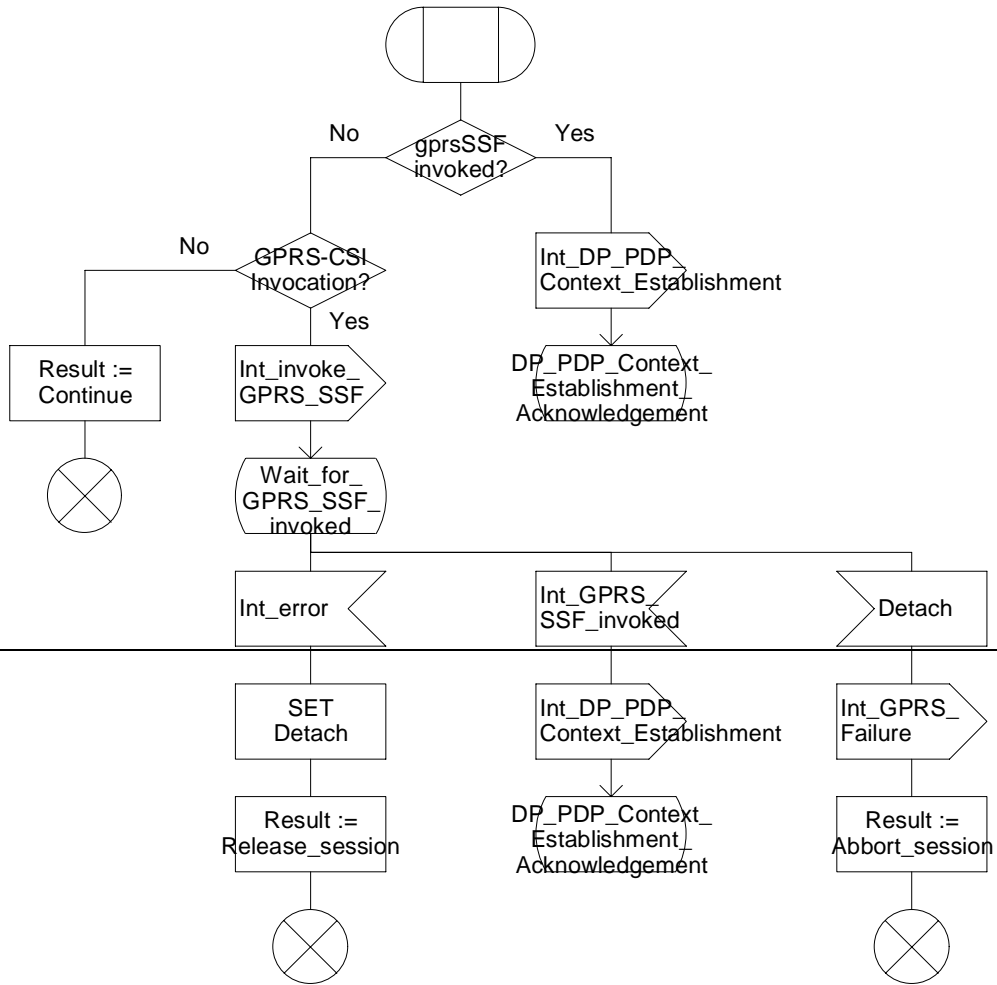 No
gprsSSF
invoked?
Yes
No
GPRS-CSI
Invocation?
Yes
Int_DP_PDP_
Context_Establishment
Result :=
Continue
Int_invoke_
GPRS_SSF
DP_PDP_Context_
Establishment_
Acknowledgement
Wait_for_
GPRS_SSF_
invoked
Int_error
Int_GPRS_
SSF_invoked
Detach
SET
Detach
Int_DP_PDP_
Context_Establishment
Int_GPRS_
Failure
Result :=
Release_session
DP_PDP_Context_
Establishment_
Acknowledgement
Result :=
Abbort_session